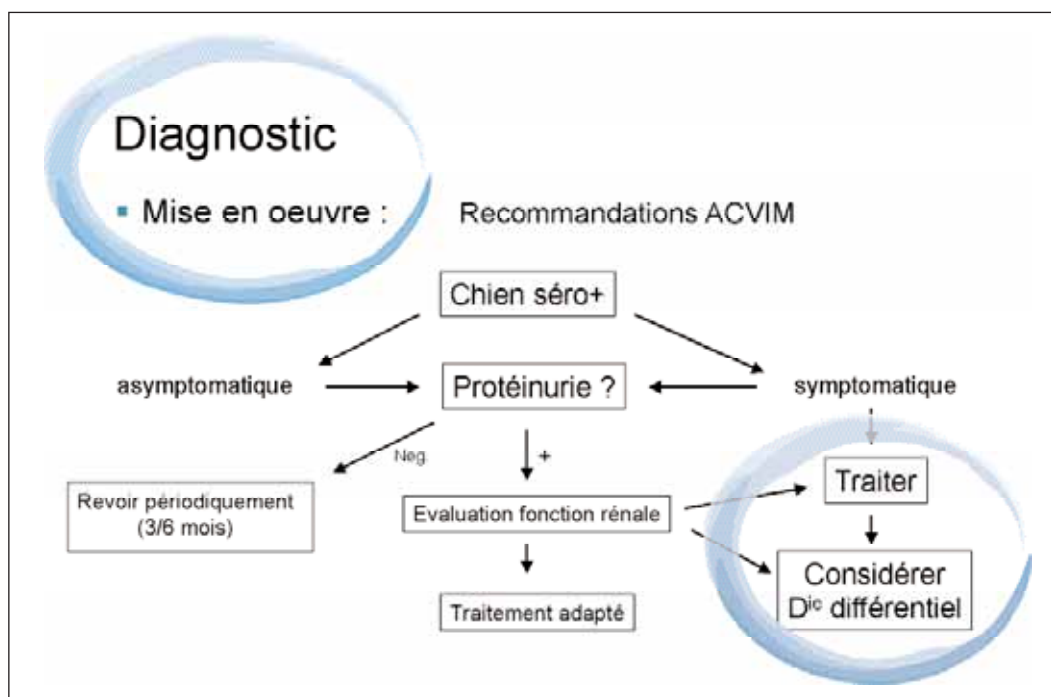 Diagnostic
▪ Mise en oeuvre : Recommandations ACVIM
Chien séro+
asymptomatique
Protéinurie ?
symptomatique
Neg.
+
Traiter
Revoir périodiquement
(3/6 mois)
Evaluation fonction rénale
Considérer
Dic différentiel
Traitement adapté